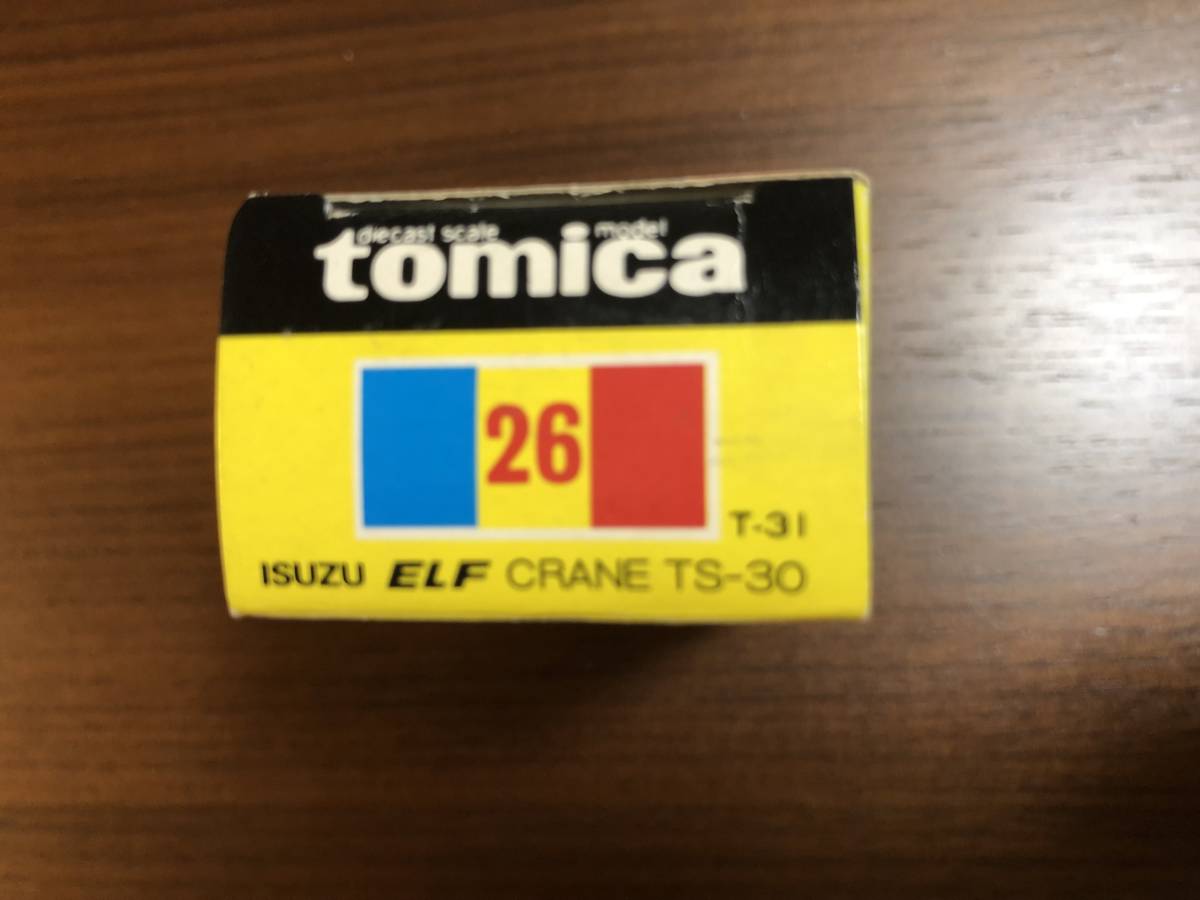 diecast scale model
tomica
26
T-31
ISUZU ELF CRANE TS-30